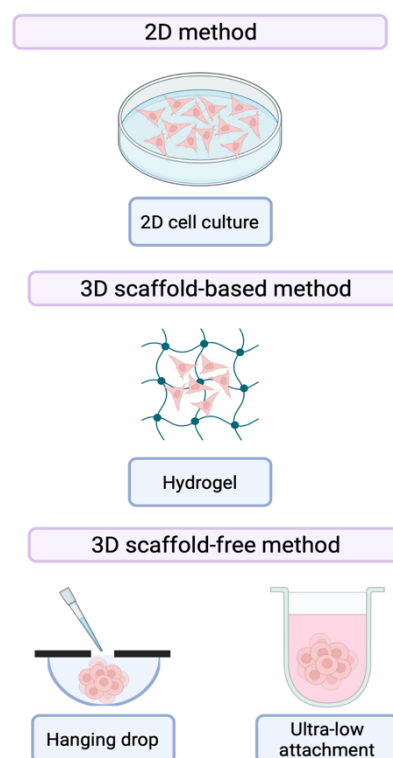 2D method
2D cell culture
3D scaffold-based method
Hydrogel
3D scaffold-free method
Hanging drop
Ultra-low
attachment